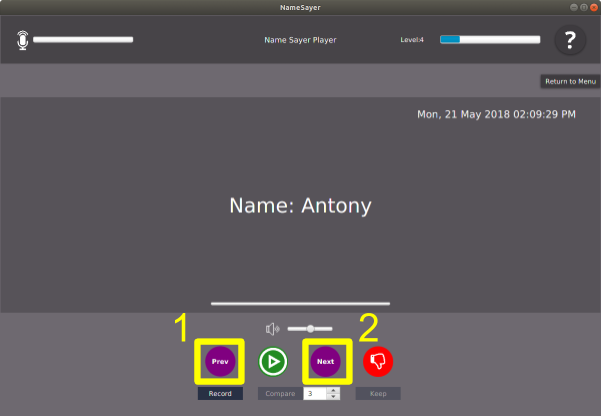 NameSayer
Name Sayer Player
Level:4
?
Return to Menu
Mon, 21 May 2018 02:09:29 PM
Name: Antony
1
2
Prev
Next
Record
Compare
3
Keep